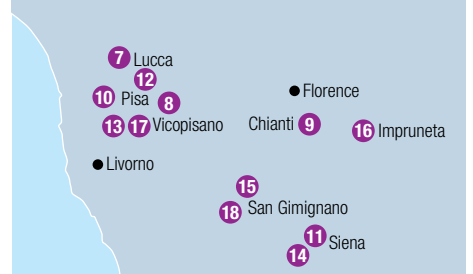 7 Lucca
12
10 Pisa 8
Florence
13 17 Vicopisano
Chianti 9
16 Impruneta
Livorno
15
18 San Gimignano
11 Siena
14